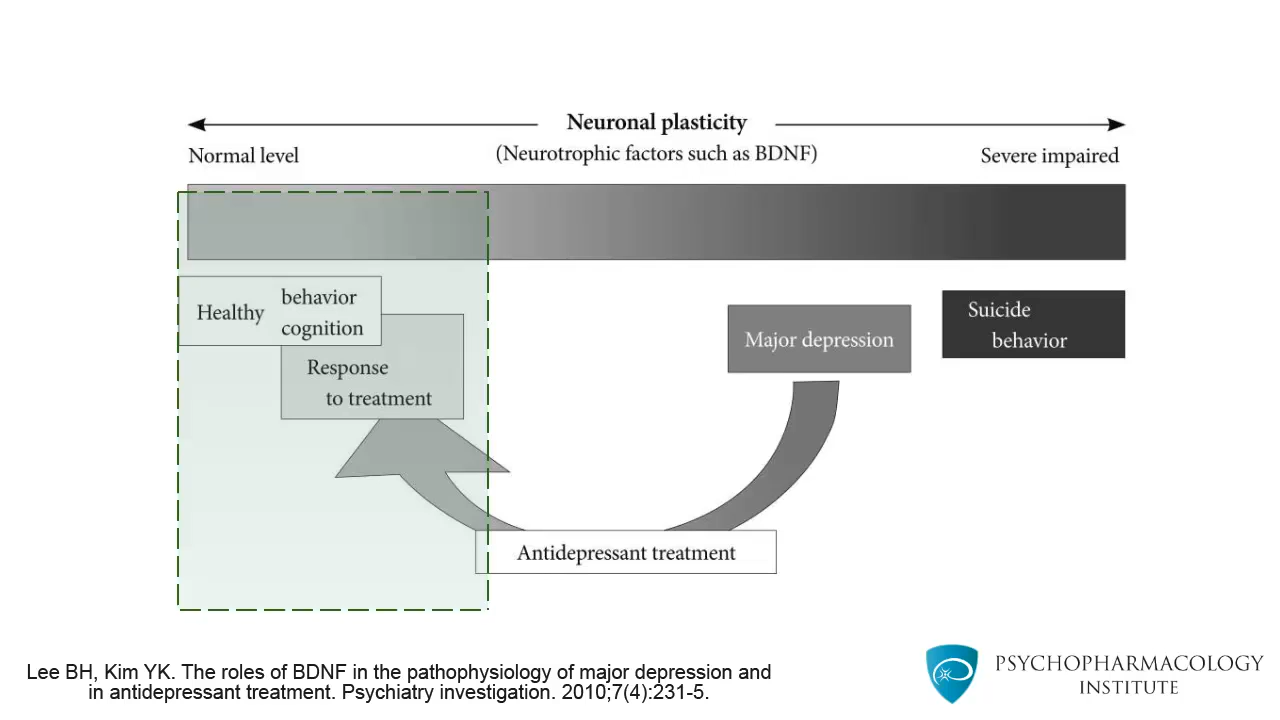 Neuronal plasticity
Normal level
(Neurotrophic factors such as BDNF)
Severe impaired
Healthy
behavior
cognition
Response
to treatment
Major depression
Suicide
behavior
Antidepressant treatment
Lee BH, Kim YK. The roles of BDNF in the pathophysiology of major depression and
in antidepressant treatment. Psychiatry investigation. 2010;7(4):231-5.
PSYCHOPHARMACOLOGY
INSTITUTE